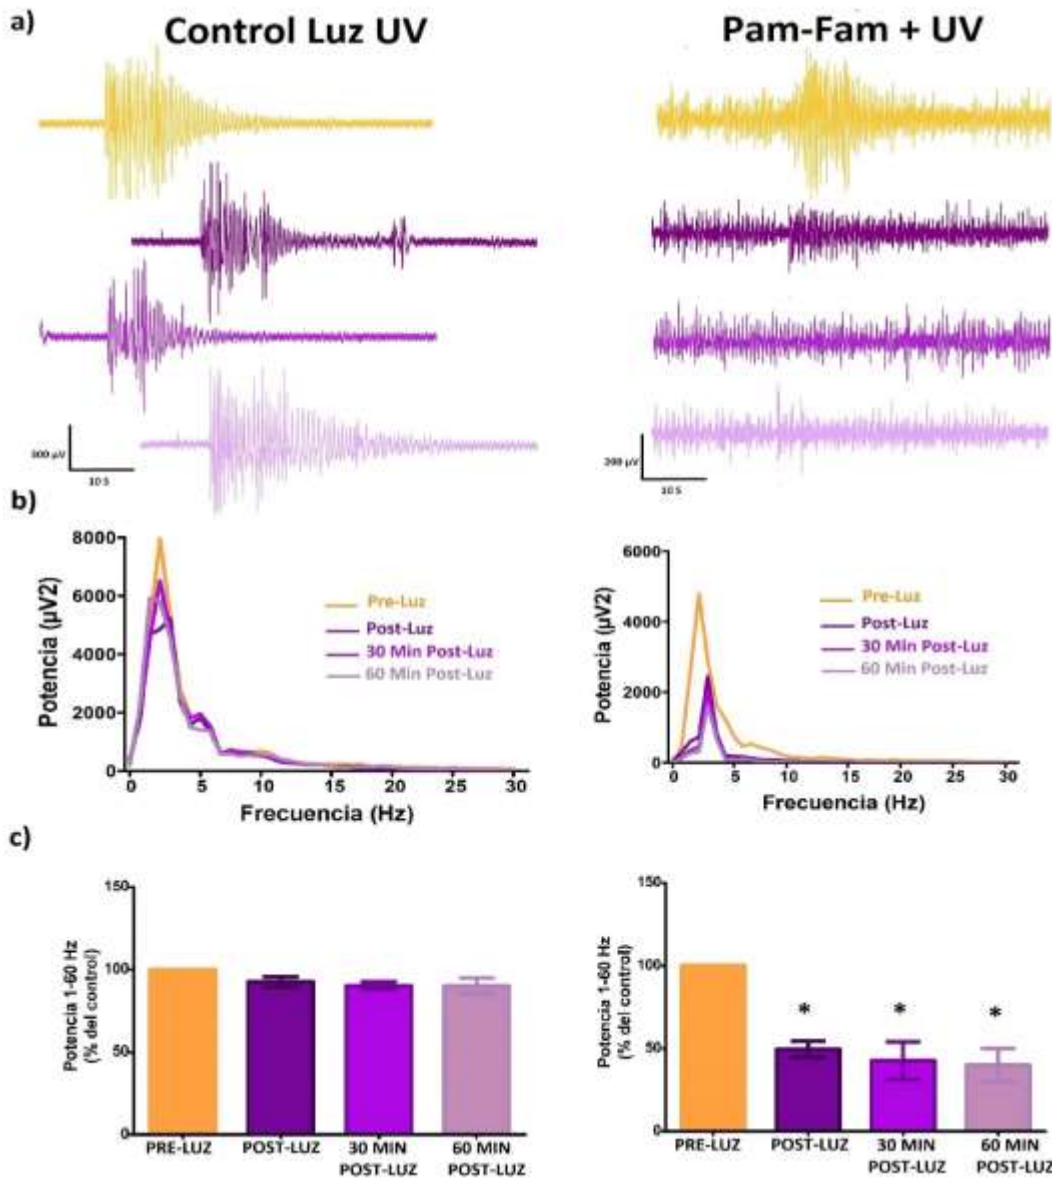 a)
Control Luz UV
Pam-Fam + UV
300 µV
10 S
200 µV
10 S
b)
8000
6000
4000
2000
0
Potencia (µV2)
Pre-Luz
Post-Luz
30 Min Post-Luz
60 Min Post-Luz
0
5
10
15
20
25
30
Frecuencia (Hz)
6000
4000
2000
0
Potencia (µV2)
Pre-Luz
Post-Luz
30 Min Post-Luz
60 Min Post-Luz
0
5
10
15
20
25
30
Frecuencia (Hz)
c)
150
100
50
0
Potencia 1-60 Hz
(% del control)
PRE-LUZ
POST-LUZ
30 MIN
POST-LUZ
60 MIN
POST-LUZ
150
100
50
0
Potencia 1-60 Hz
(% del control)
*
*
*
PRE-LUZ
POST-LUZ
30 MIN
POST-LUZ
60 MIN
POST-LUZ